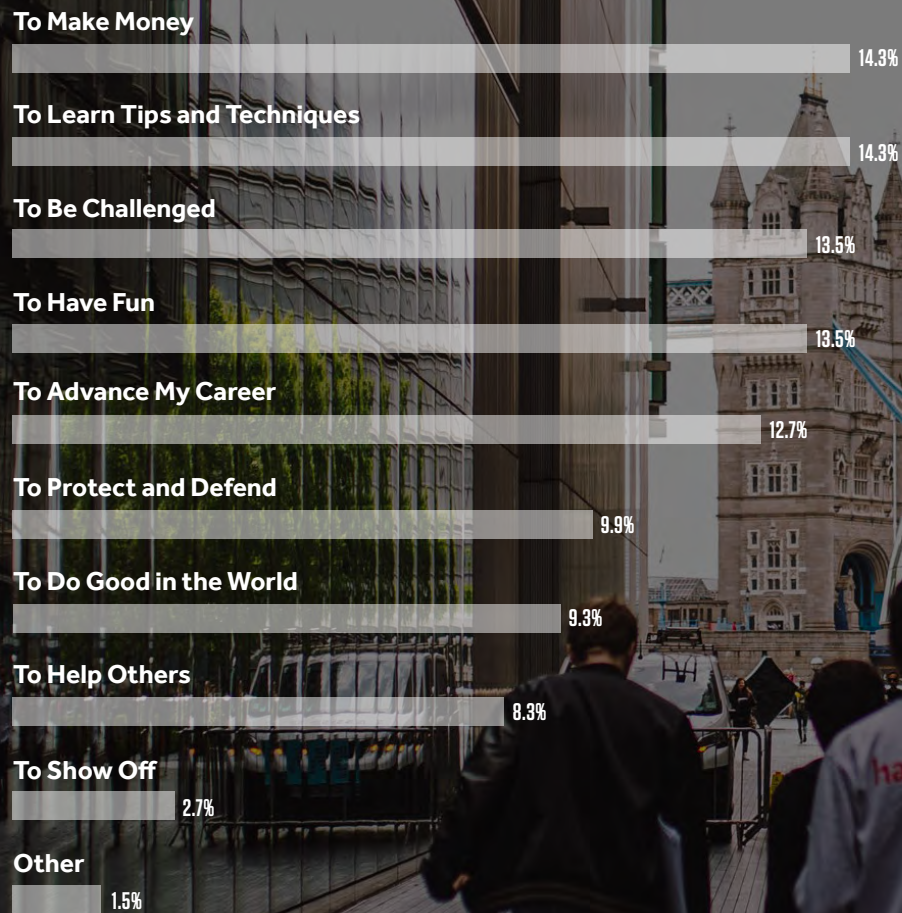 To Make Money
14.3%
To Learn Tips and Techniques
14.3%
To Be Challenged
13.5%
To Have Fun
13.5%
To Advance My Career
12.7%
To Protect and Defend
9.9%
To Do Good in the World
9.3%
To Help Others
8.3%
To Show Off
2.7%
Other
1.5%